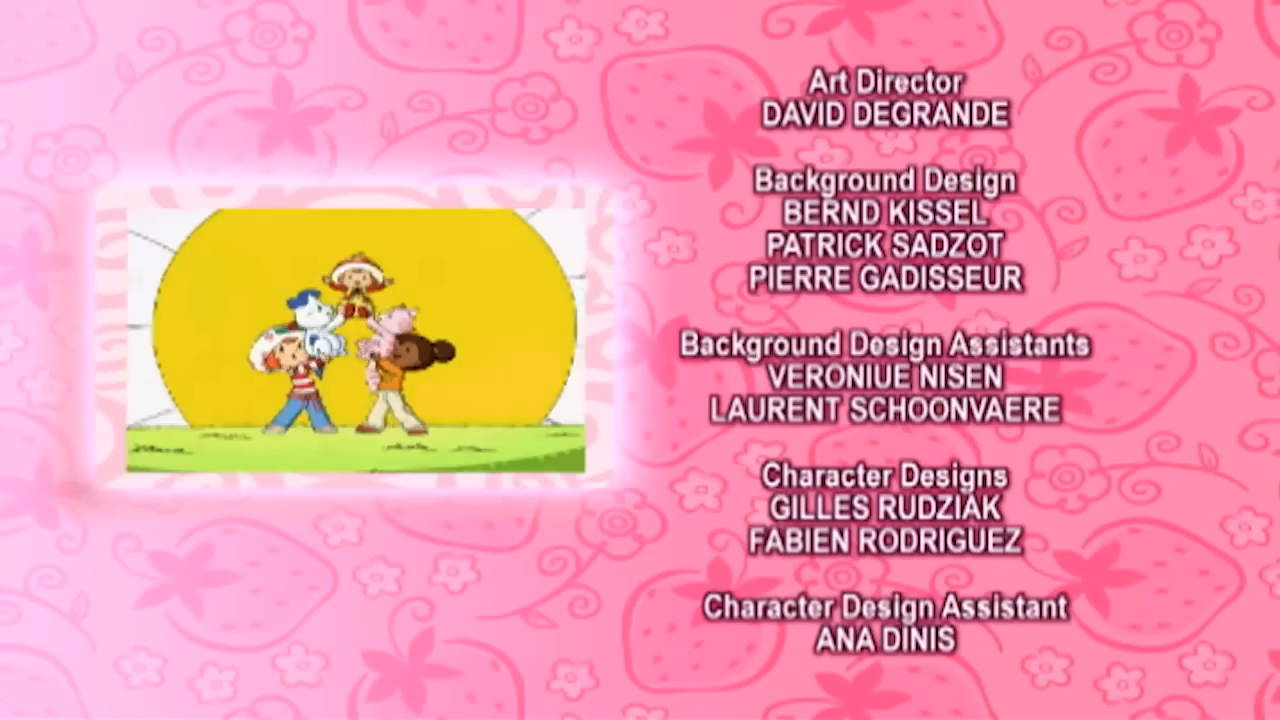 Art Director
DAVID DEGRANDE
Background Design
BERND KISSEL
PATRICK SADZOT
PIERRE GADISSEUR
Background Design Assistants
VERONIUE NISEN
LAURENT SCHOONVAERE
Character Designs
GILLES RUDZIAK
FABIEN RODRIGUEZ
Character Design Assistant
ANA DINIS